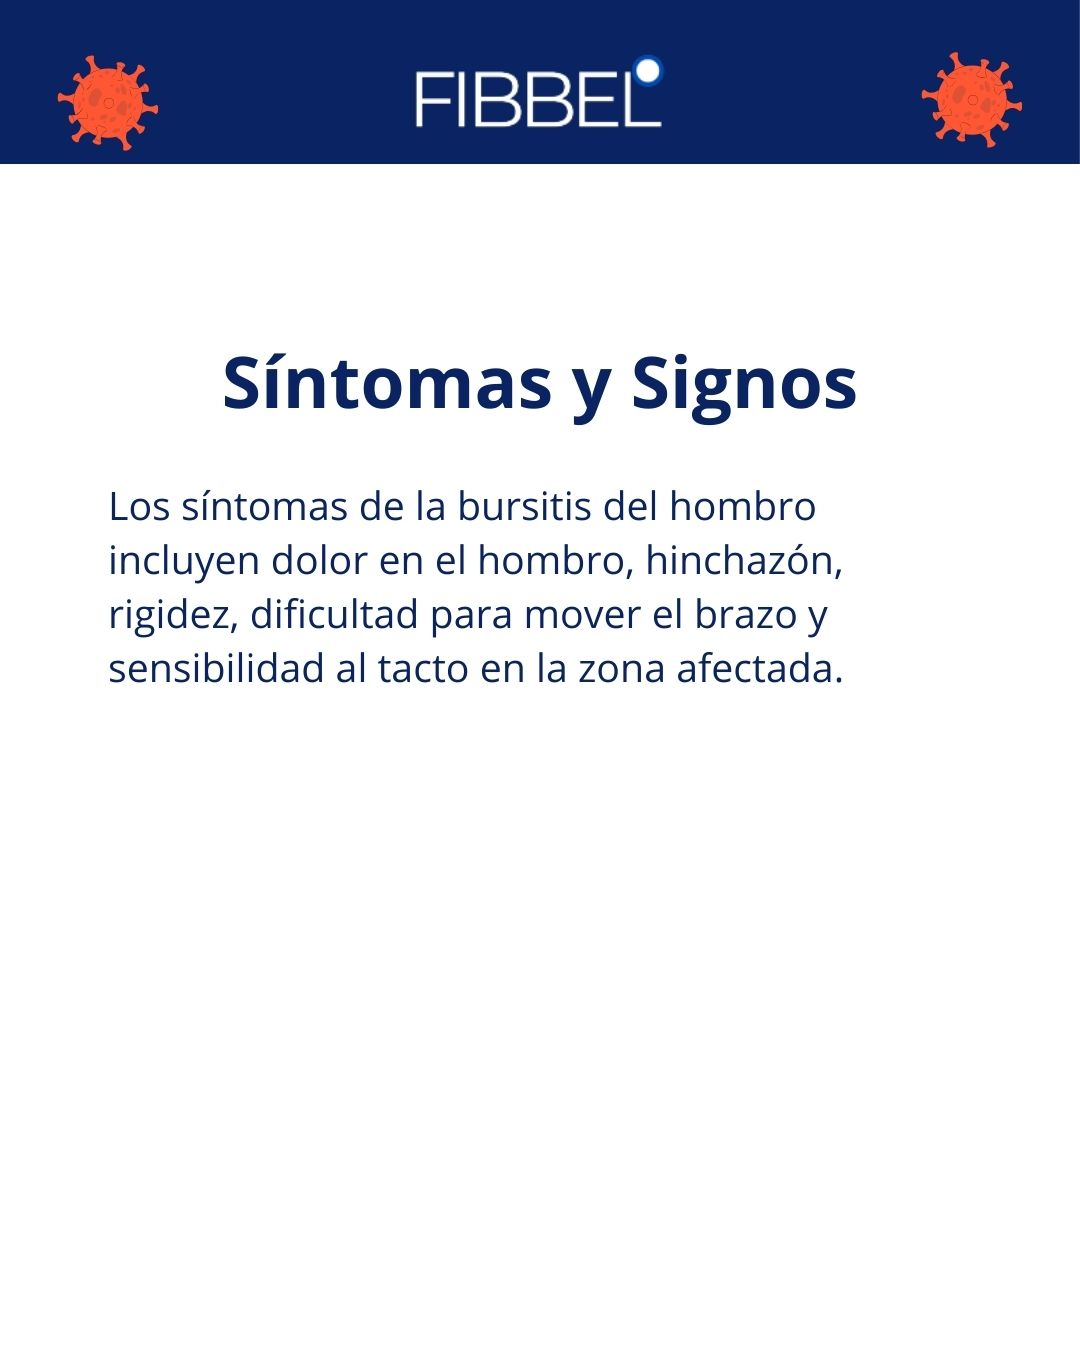 FIBBEL
Síntomas y Signos
Los síntomas de la bursitis del hombro
incluyen dolor en el hombro, hinchazón,
rigidez, dificultad para mover el brazo y
sensibilidad al tacto en la zona afectada.